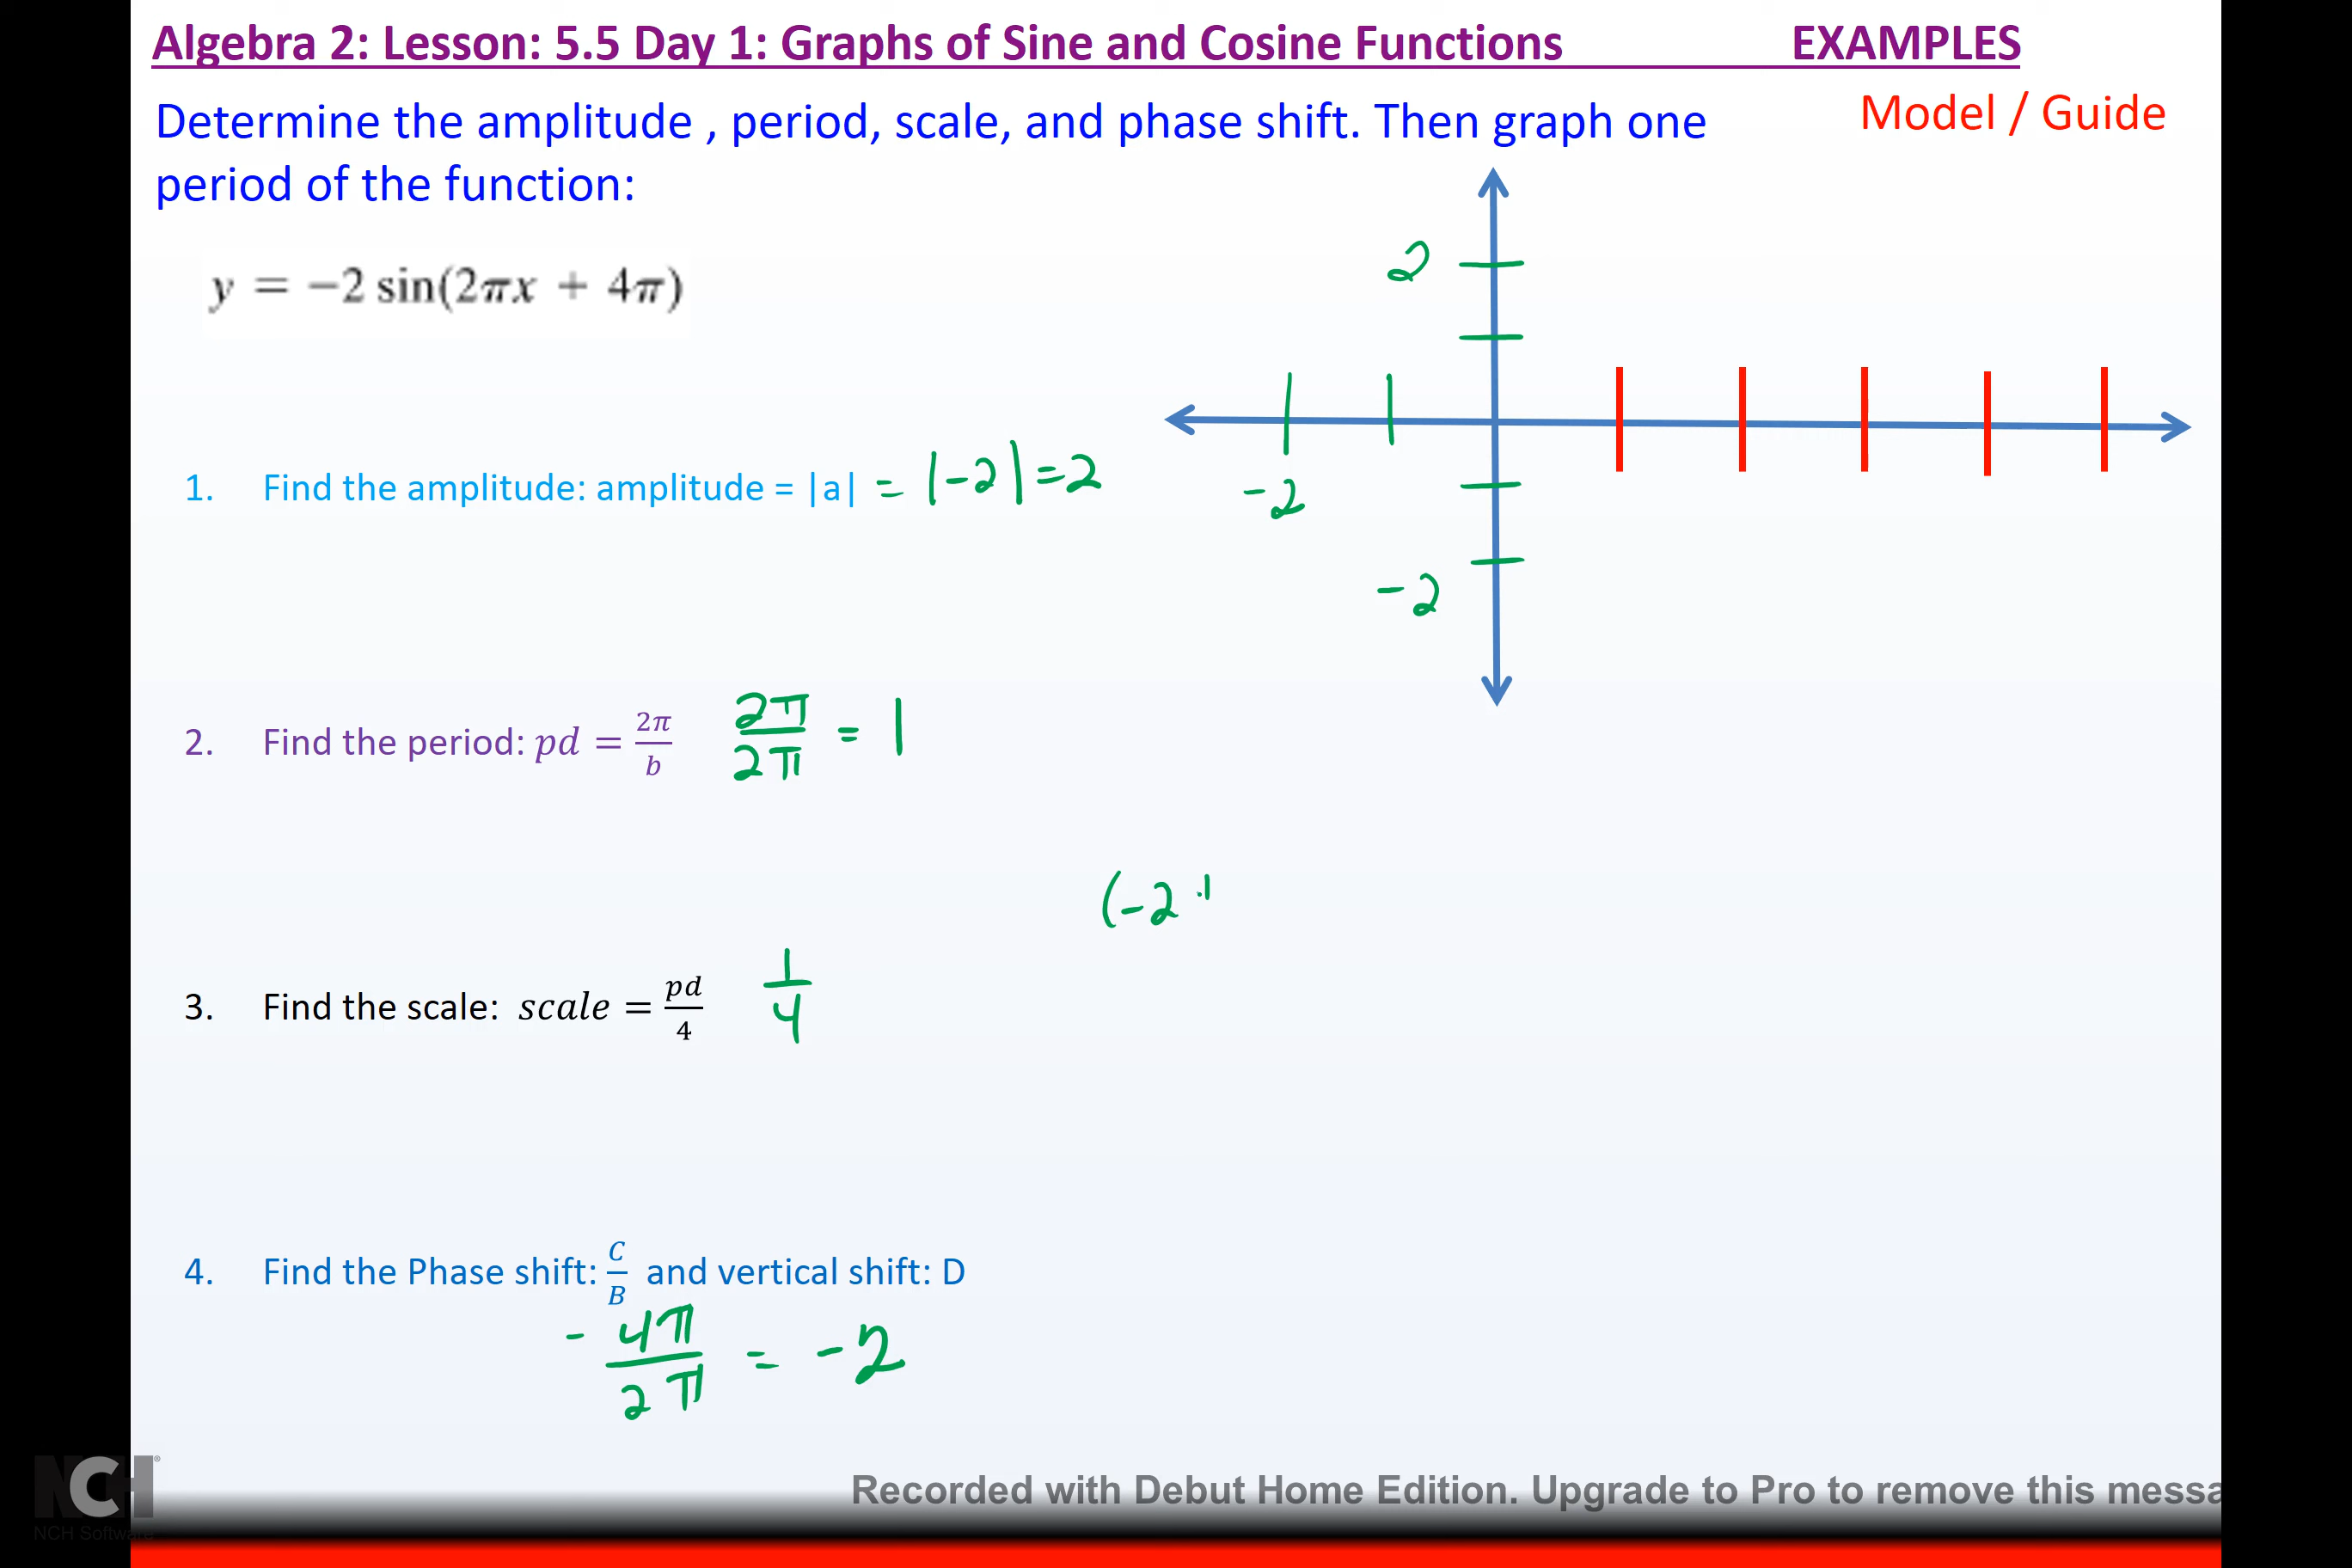 Algebra 2: Lesson: 5.5 Day 1: Graphs of Sine and Cosine Functions EXAMPLES
Determine the amplitude , period, scale, and phase shift. Then graph one
period of the function:
Model / Guide
y = −2 sin(2πx + 4π)
2
-2
-2
1. Find the amplitude: amplitude = |a| = |-2| = 2
2. Find the period: pd = 2π/b 2π/2π = 1
(-2
3. Find the scale: scale = pd/4 1/4
4. Find the Phase shift: C/B and vertical shift: D
- 4π/2π = -2
NCH®
NCH Software
Recorded with Debut Home Edition. Upgrade to Pro to remove this messa